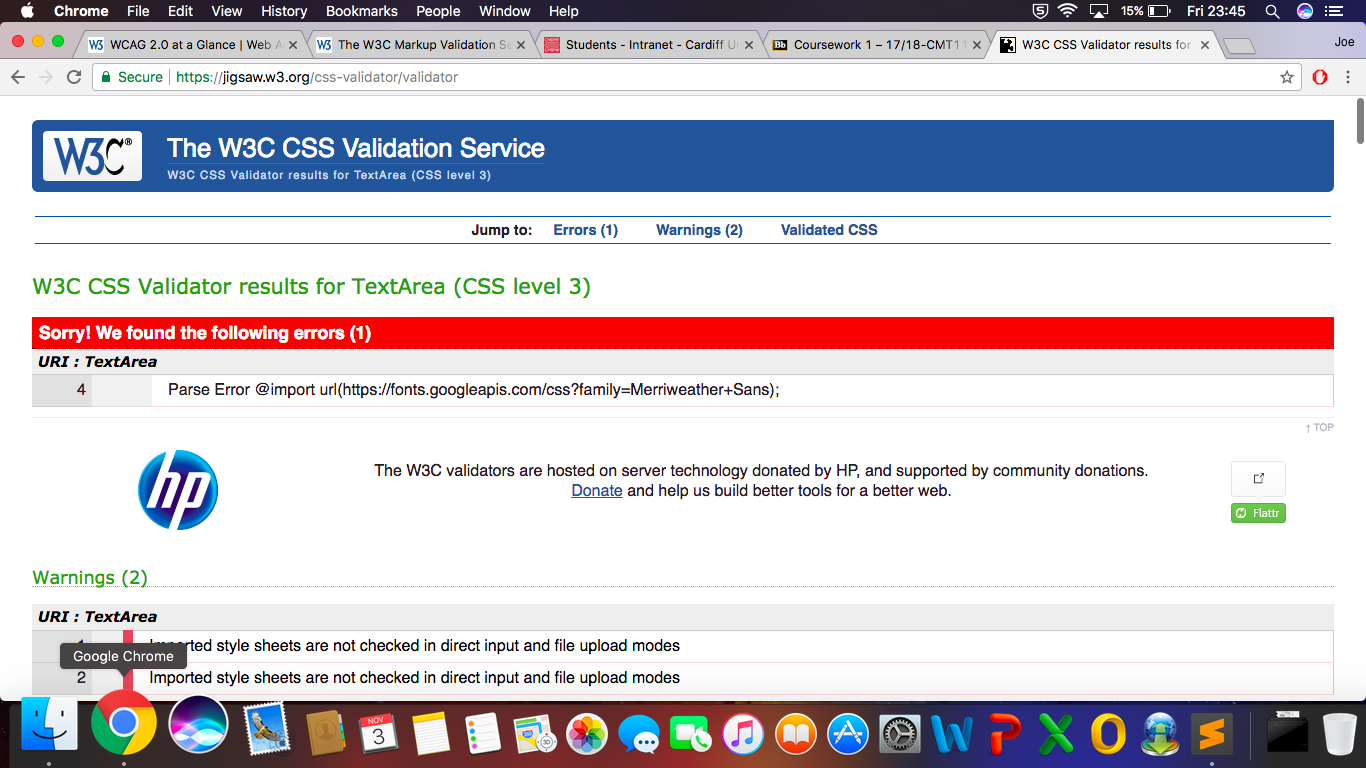 Chrome File Edit View History Bookmarks People Window Help 15% Fri 23:45
WCAG 2.0 at a Glance | Web A
The W3C Markup Validation Se
Students - Intranet - Cardiff Un
Bb Coursework 1 – 17/18-CMT11
W3C CSS Validator results for
Joe
Secure https://jigsaw.w3.org/css-validator/validator
W3C®
The W3C CSS Validation Service
W3C CSS Validator results for TextArea (CSS level 3)
Jump to: Errors (1) Warnings (2) Validated CSS
W3C CSS Validator results for TextArea (CSS level 3)
Sorry! We found the following errors (1)
URI : TextArea
4 Parse Error @import url(https://fonts.googleapis.com/css?family=Merriweather+Sans);
↑ TOP
hp
The W3C validators are hosted on server technology donated by HP, and supported by community donations.
Donate and help us build better tools for a better web.
Flattr
Warnings (2)
URI : TextArea
Imported style sheets are not checked in direct input and file upload modes
Google Chrome
2 Imported style sheets are not checked in direct input and file upload modes
NOV
3